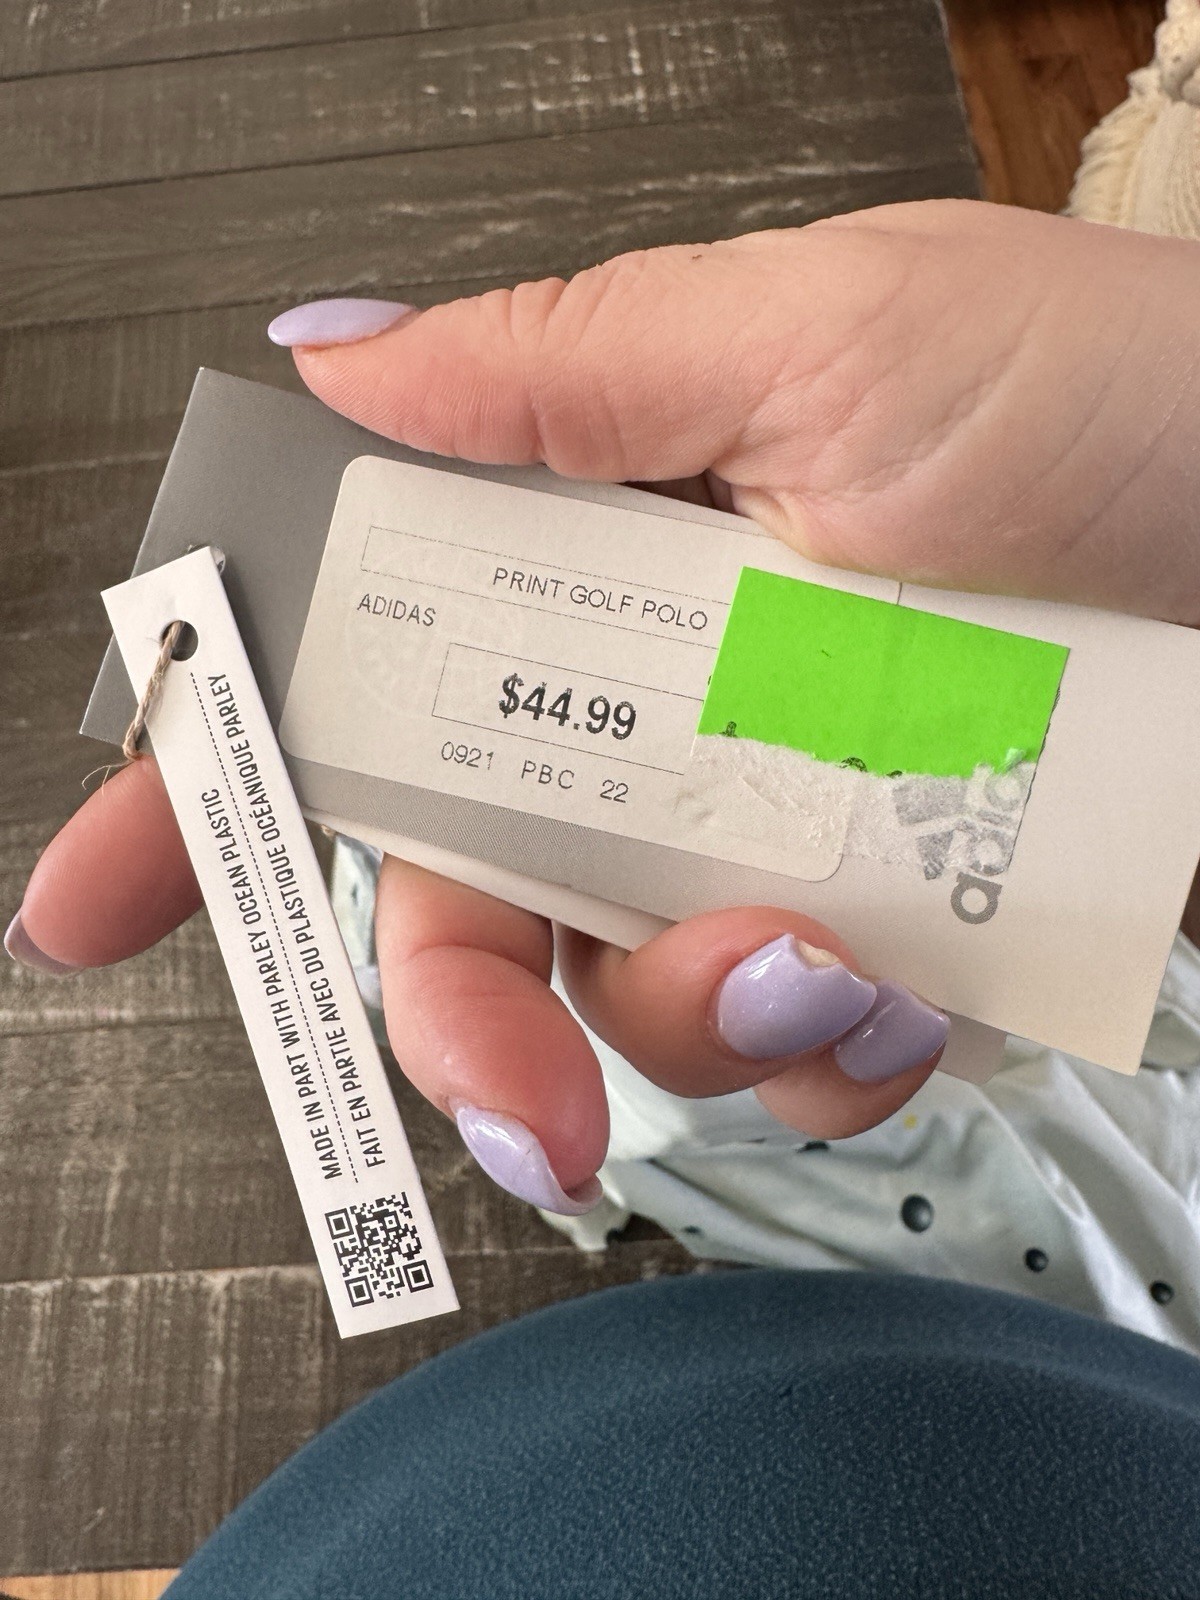 PRINT GOLF POLO
ADIDAS
$44.99
0921 PBC 22
MADE IN PART WITH PARLEY OCEAN PLASTIC
FAIT EN PARTIE AVEC DU PLASTIQUE OCÉANIQUE PARLEY